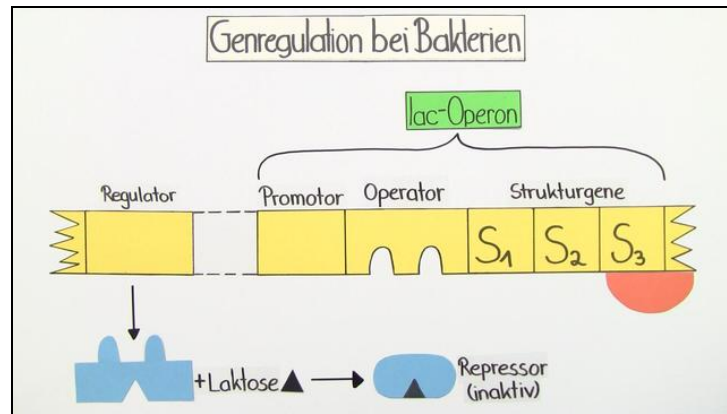 Genregulation bei Bakterien
lac-Operon
Regulator
Promotor
Operator
Strukturgene
S1
S2
S3
+Laktose
Repressor
(inaktiv)